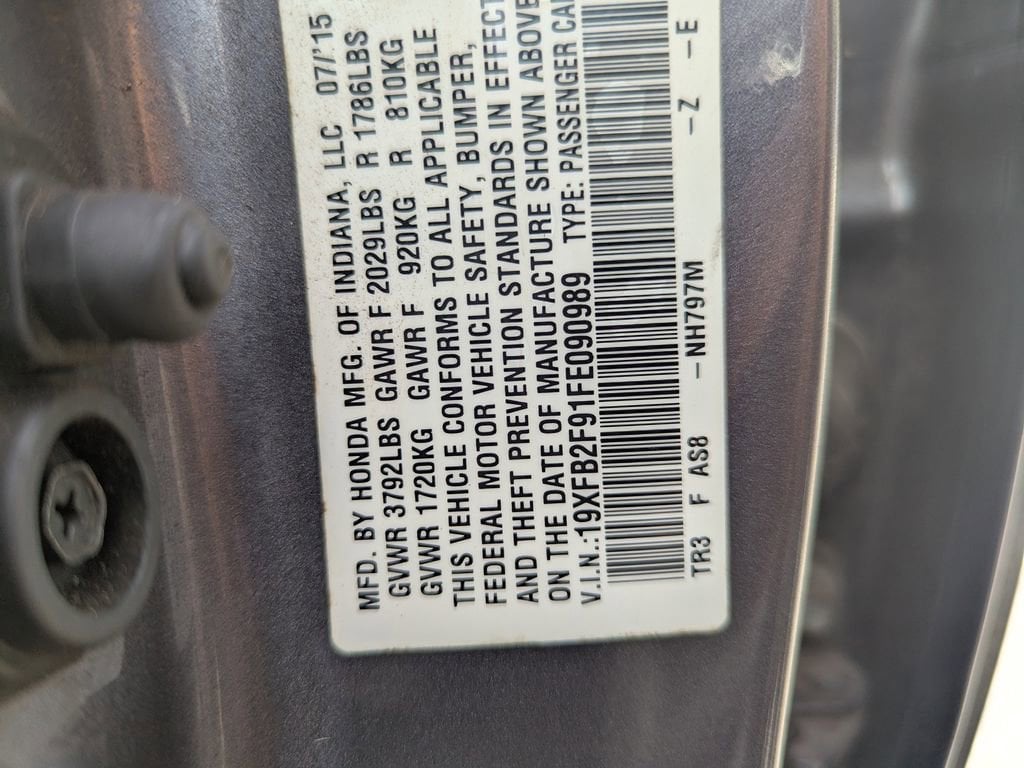 MFD. BY HONDA MFG. OF INDIANA, LLC 07/'15
GVWR 3792LBS GAWR F 2029LBS R 1786LBS
GVWR 1720KG GAWR F 920KG R 810KG
THIS VEHICLE CONFORMS TO ALL APPLICABLE
FEDERAL MOTOR VEHICLE SAFETY, BUMPER,
AND THEFT PREVENTION STANDARDS IN EFFECT
ON THE DATE OF MANUFACTURE SHOWN ABOVE
V.I.N.:19XFB2F91FE090989 TYPE: PASSENGER CA
TR3 F AS8 -NH797M -Z -E